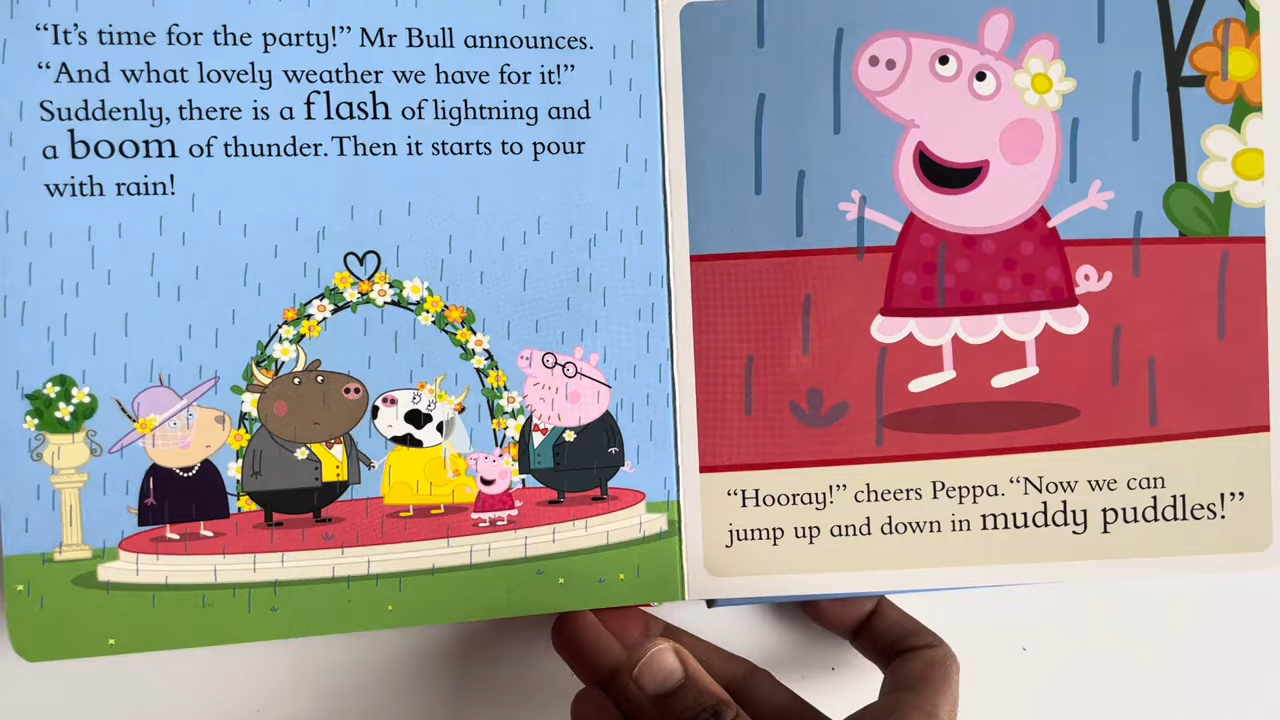 “It’s time for the party!” Mr Bull announces.
“And what lovely weather we have for it!”
Suddenly, there is a flash of lightning and
a boom of thunder. Then it starts to pour
with rain!
“Hooray!” cheers Peppa. “Now we can
jump up and down in muddy puddles!”